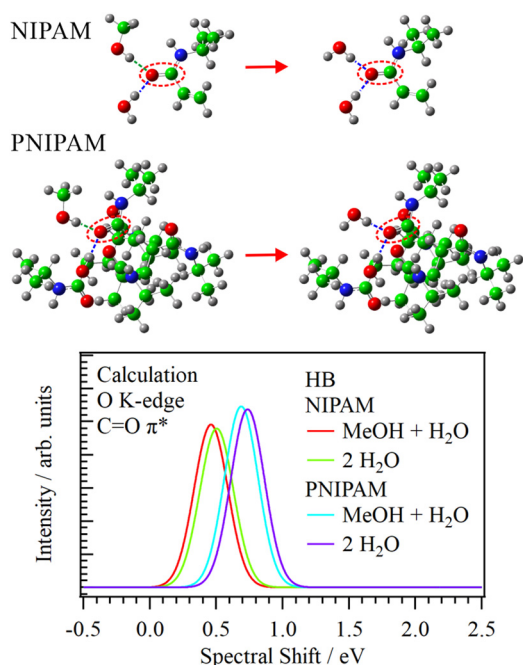 NIPAM
PNIPAM
Calculation
O K-edge
C=O π*
HB
NIPAM
MeOH + H₂O
2 H₂O
PNIPAM
MeOH + H₂O
2 H₂O
Intensity / arb. units
-0.5 0.0 0.5 1.0 1.5 2.0 2.5
Spectral Shift / eV